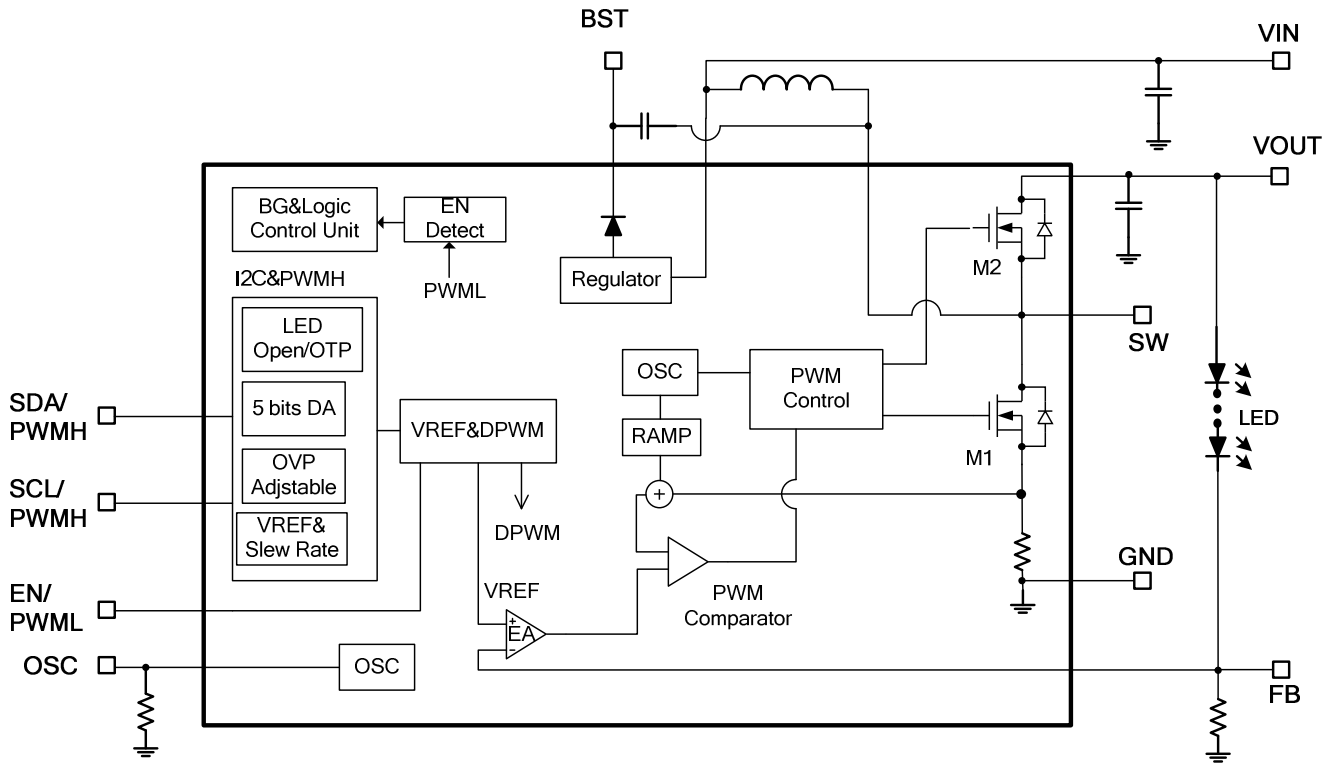 BST
VIN
VOUT
BG&Logic
Control Unit
EN
Detect
PWML
I2C&PWMH
Regulator
M2
SW
LED
Open/OTP
5 bits DA
OVP
Adjstable
VREF&
Slew Rate
SDA/
PWMH
SCL/
PWMH
EN/
PWML
OSC
VREF&DPWM
DPWM
OSC
RAMP
+
PWM
Control
M1
LED
GND
VREF
+
EA
-
PWM
Comparator
OSC
FB